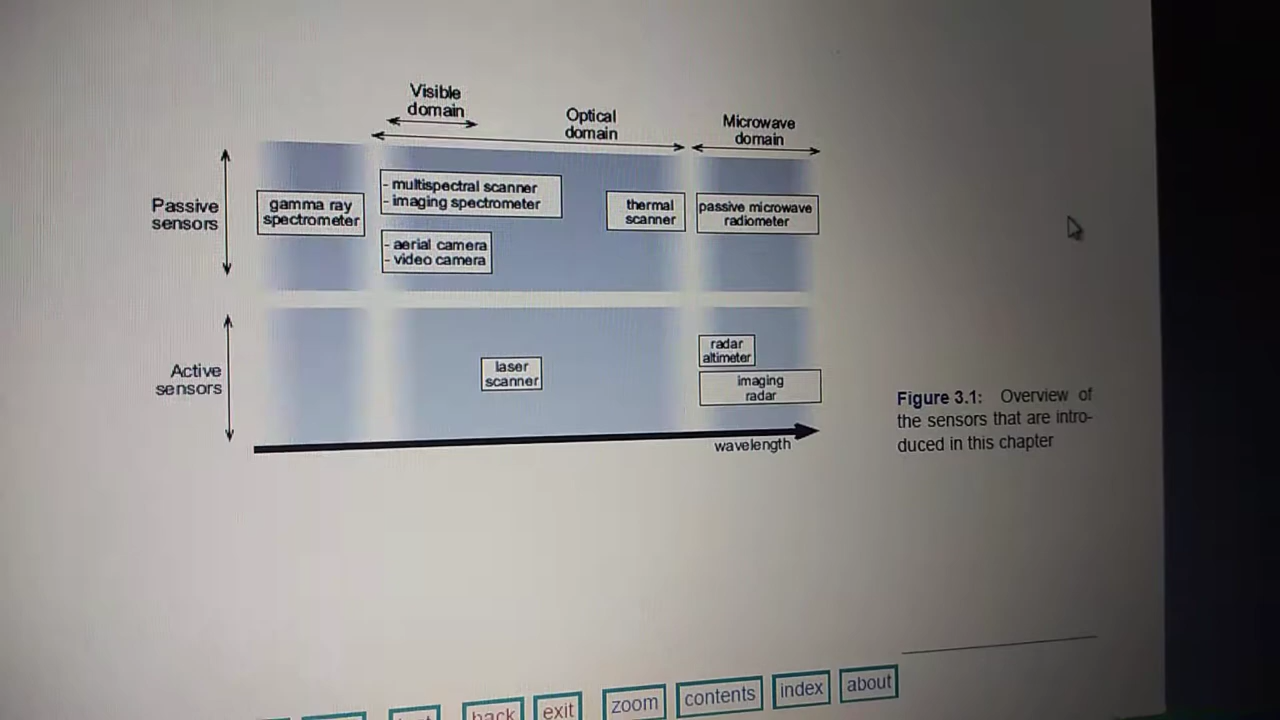 Visible
domain
Optical
domain
Microwave
domain
Passive
sensors
gamma ray
spectrometer
- multispectral scanner
- imaging spectrometer
- aerial camera
- video camera
thermal
scanner
passive microwave
radiometer
Active
sensors
laser
scanner
radar
altimeter
imaging
radar
wavelength
Figure 3.1: Overview of
the sensors that are intro-
duced in this chapter
back
exit
zoom
contents
index
about